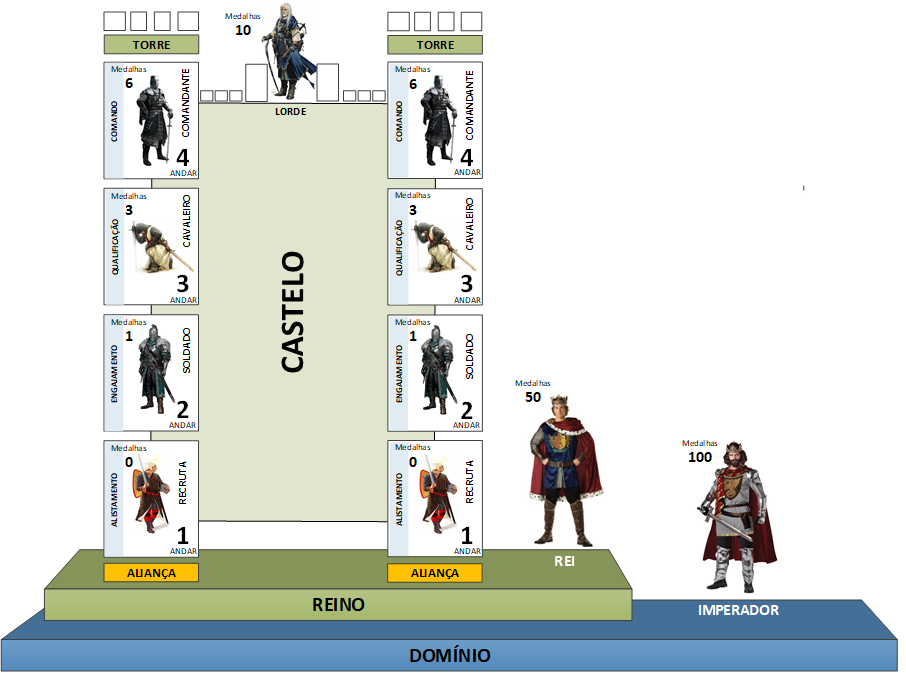 Medalhas
10
LORDE
TORRE
Medalhas
6
COMANDO
COMANDANTE
4
ANDAR
Medalhas
3
QUALIFICAÇÃO
CAVALEIRO
3
ANDAR
Medalhas
1
ENGAJAMENTO
SOLDADO
2
ANDAR
Medalhas
0
ALISTAMENTO
RECRUTA
1
ANDAR
ALIANÇA
CASTELO
TORRE
Medalhas
6
COMANDO
COMANDANTE
4
ANDAR
Medalhas
3
QUALIFICAÇÃO
CAVALEIRO
3
ANDAR
Medalhas
1
ENGAJAMENTO
SOLDADO
2
ANDAR
Medalhas
0
ALISTAMENTO
RECRUTA
1
ANDAR
ALIANÇA
Medalhas
50
REI
Medalhas
100
IMPERADOR
REINO
DOMÍNIO